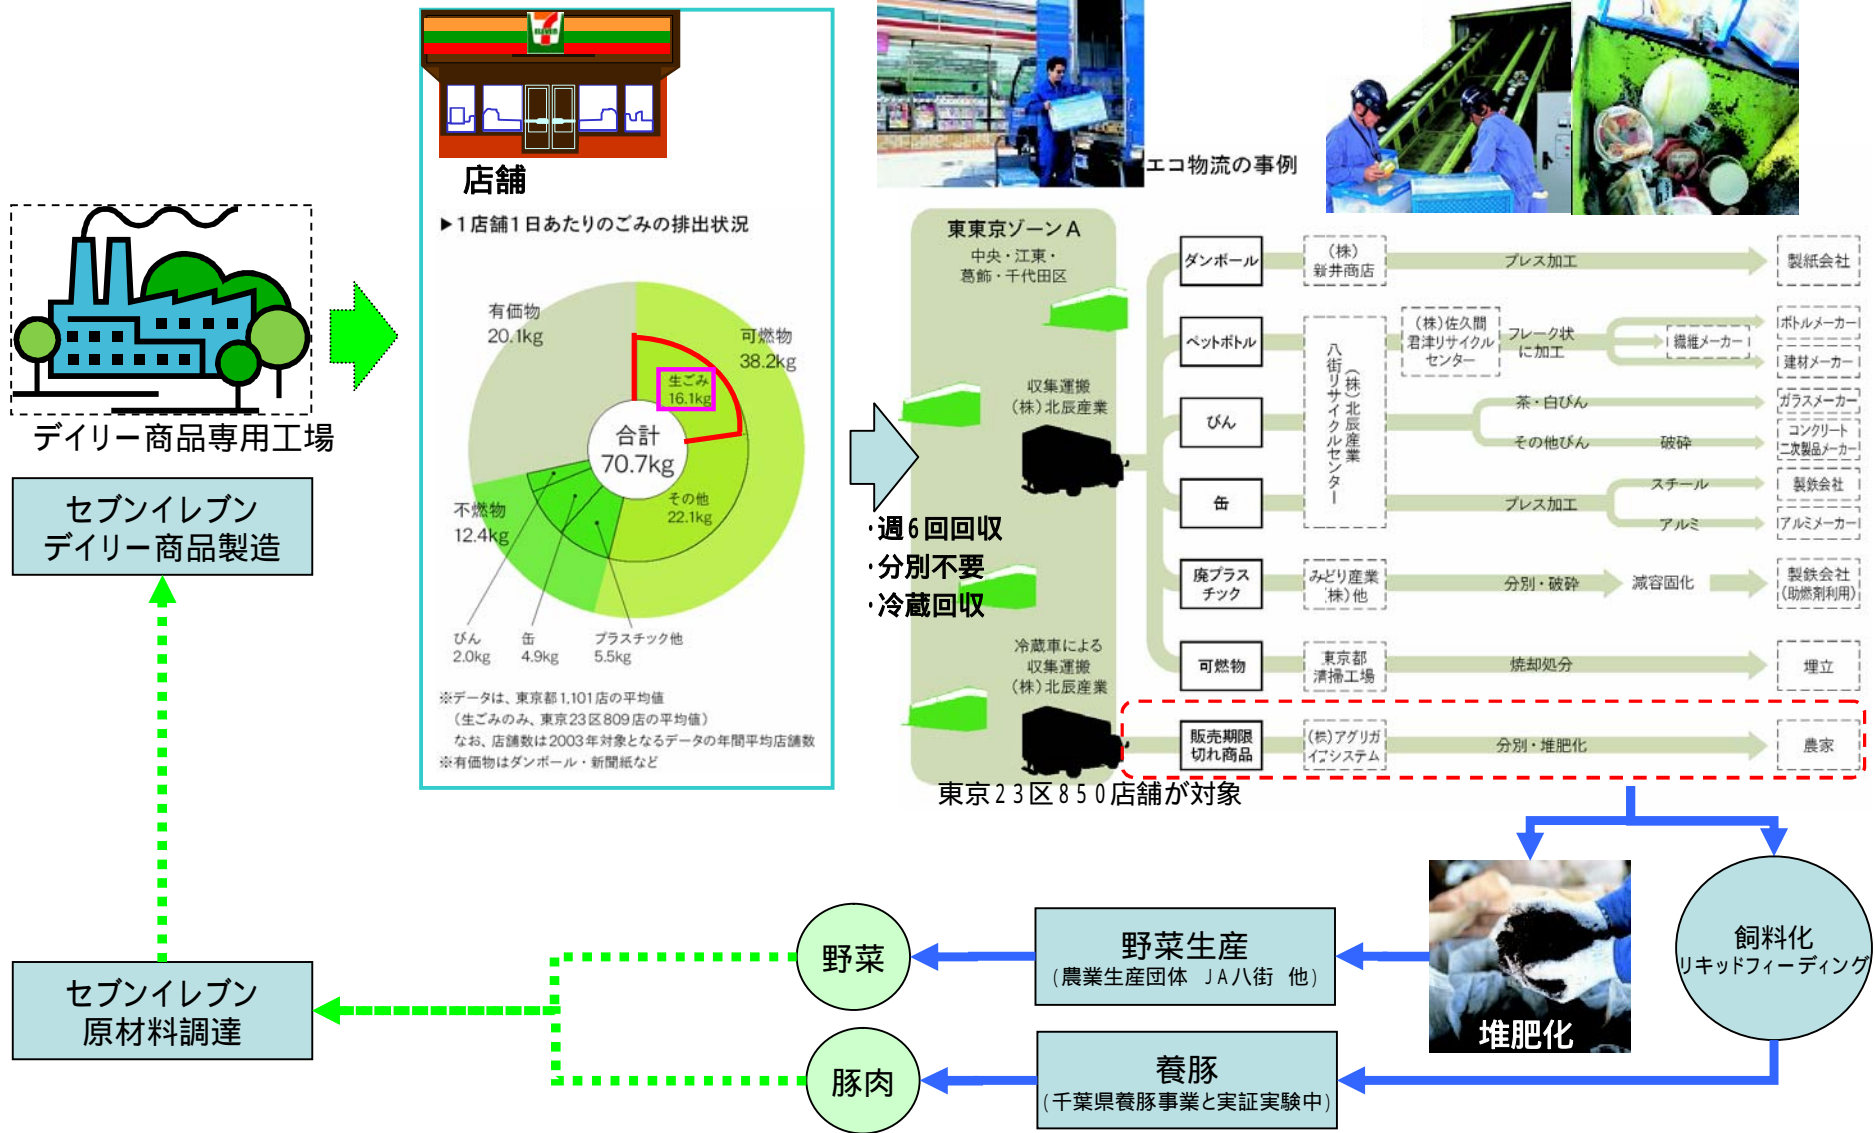 7
ELEVEN
店舗
▶1店舗1日あたりのごみの排出状況
有価物
20.1kg
可燃物
38.2kg
生ごみ
16.1kg
合計
70.7kg
その他
22.1kg
不燃物
12.4kg
びん
2.0kg
缶
4.9kg
プラスチック他
5.5kg
※データは、東京都1,101店の平均値
(生ごみのみ、東京23区809店の平均値)
なお、店舗数は2003年対象となるデータの年間平均店舗数
※有価物はダンボール・新聞紙など
デイリー商品専用工場
セブンイレブン
デイリー商品製造
セブンイレブン
原材料調達
エコ物流の事例
東東京ゾーンA
中央・江東・
葛飾・千代田区
収集運搬
(株)北辰産業
・週6回回収
・分別不要
・冷蔵回収
冷蔵車による
収集運搬
(株)北辰産業
東京23区850店舗が対象
ダンボール
(株)
新井商店
プレス加工
製紙会社
ペットボトル
(株)北辰産業
八街リサイクルセンター
(株)佐久間
君津リサイクル
センター
フレーク状
に加工
ボトルメーカー
繊維メーカー
建材メーカー
びん
茶・白びん
ガラスメーカー
その他びん
破砕
コンクリート
二次製品メーカー
缶
プレス加工
スチール
製鉄会社
アルミ
アルミメーカー
廃プラス
チック
みどり産業
(株)他
分別・破砕
減容固化
製鉄会社
(助燃剤利用)
可燃物
東京都
清掃工場
焼却処分
埋立
販売期限
切れ商品
(株)アグリガ
イアシステム
分別・堆肥化
農家
堆肥化
飼料化
リキッドフィーディング
野菜生産
(農業生産団体 JA八街 他)
野菜
養豚
(千葉県養豚事業と実証実験中)
豚肉